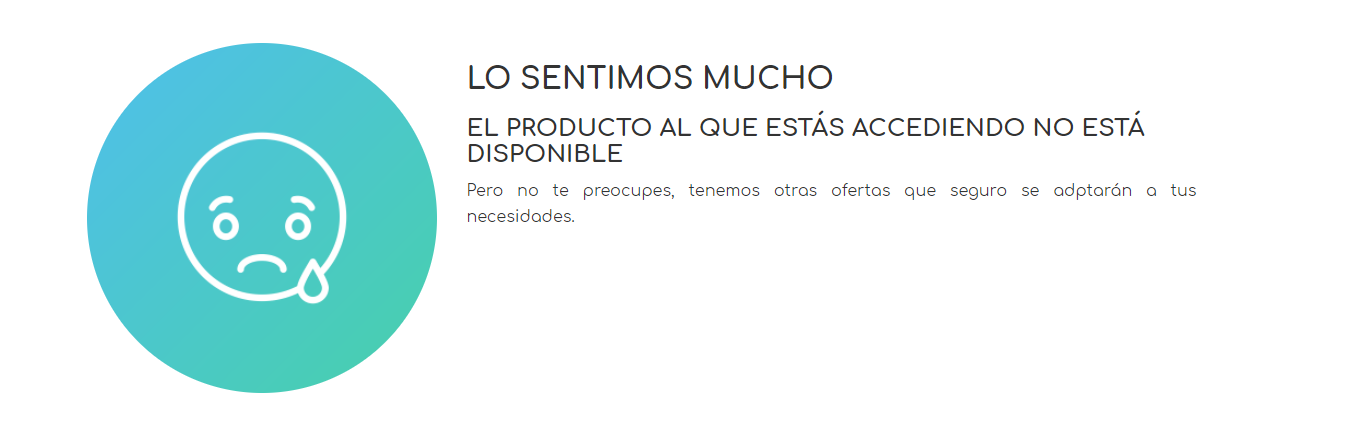 LO SENTIMOS MUCHO
EL PRODUCTO AL QUE ESTÁS ACCEDIENDO NO ESTÁ
DISPONIBLE
Pero no te preocupes, tenemos otras ofertas que seguro se adptarán a tus
necesidades.